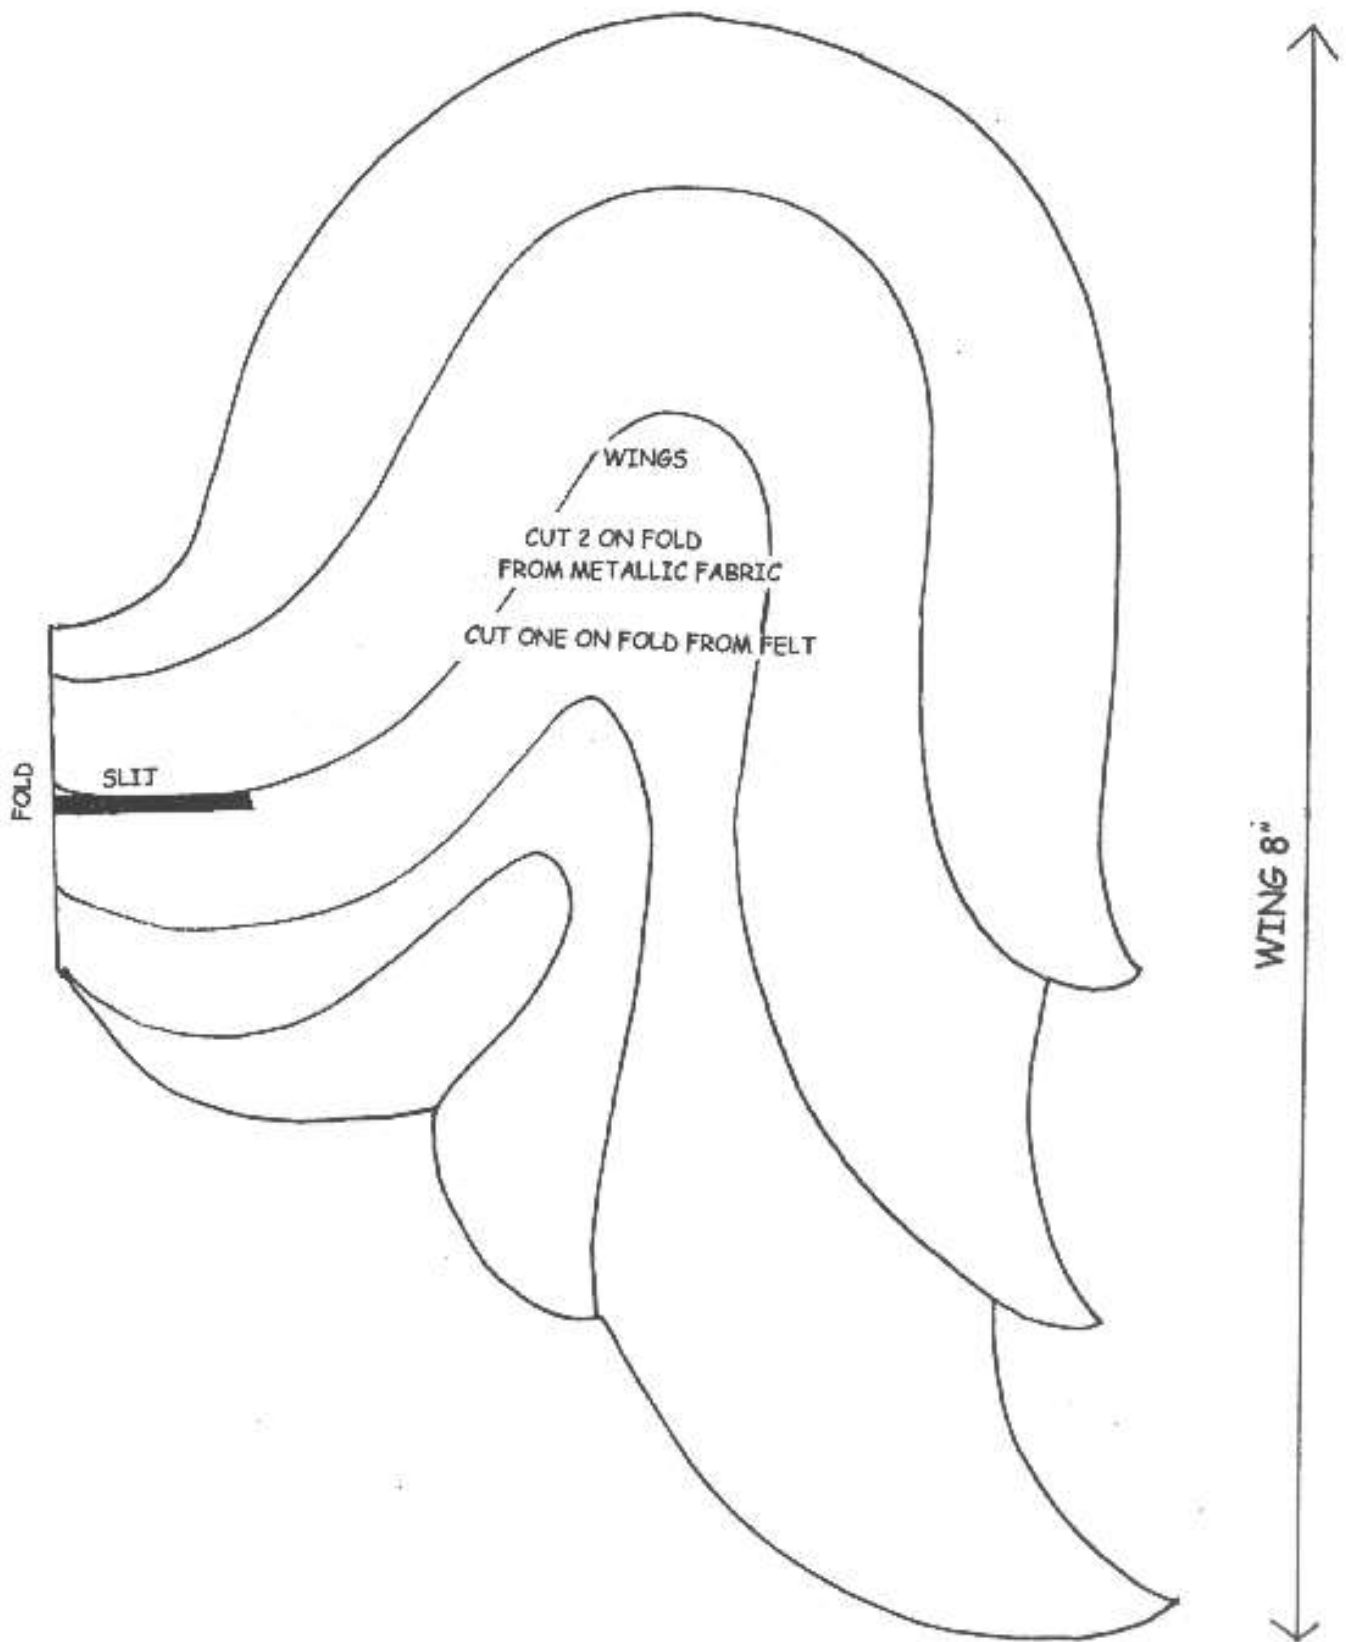 WINGS
CUT 2 ON FOLD
FROM METALLIC FABRIC
CUT ONE ON FOLD FROM FELT
SLIT
FOLD
WING 8"